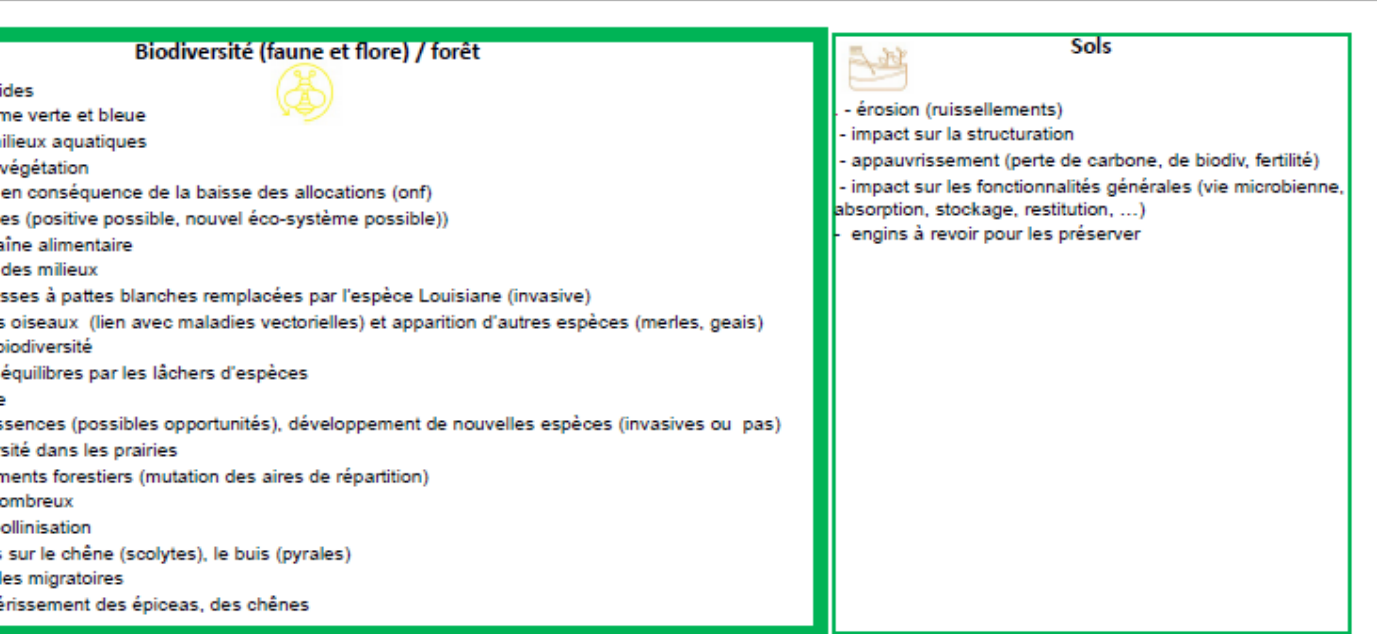 Biodiversité (faune et flore) / forêt
ides
me verte et bleue
ilieux aquatiques
végétation
en conséquence de la baisse des allocations (onf)
es (positive possible, nouvel éco-système possible))
aîne alimentaire
des milieux
sses à pattes blanches remplacées par l'espèce Louisiane (invasive)
s oiseaux (lien avec maladies vectorielles) et apparition d'autres espèces (merles, geais)
biodiversité
équilibres par les lâchers d'espèces
e
ssences (possibles opportunités), développement de nouvelles espèces (invasives ou pas)
rsité dans les prairies
ments forestiers (mutation des aires de répartition)
ombreux
ollinisation
s sur le chêne (scolytes), le buis (pyrales)
les migratoires
érissement des épiceas, des chênes
Sols
. - érosion (ruissellements)
- impact sur la structuration
- appauvrissement (perte de carbone, de biodiv, fertilité)
- impact sur les fonctionnalités générales (vie microbienne,
absorption, stockage, restitution, ...)
- engins à revoir pour les préserver